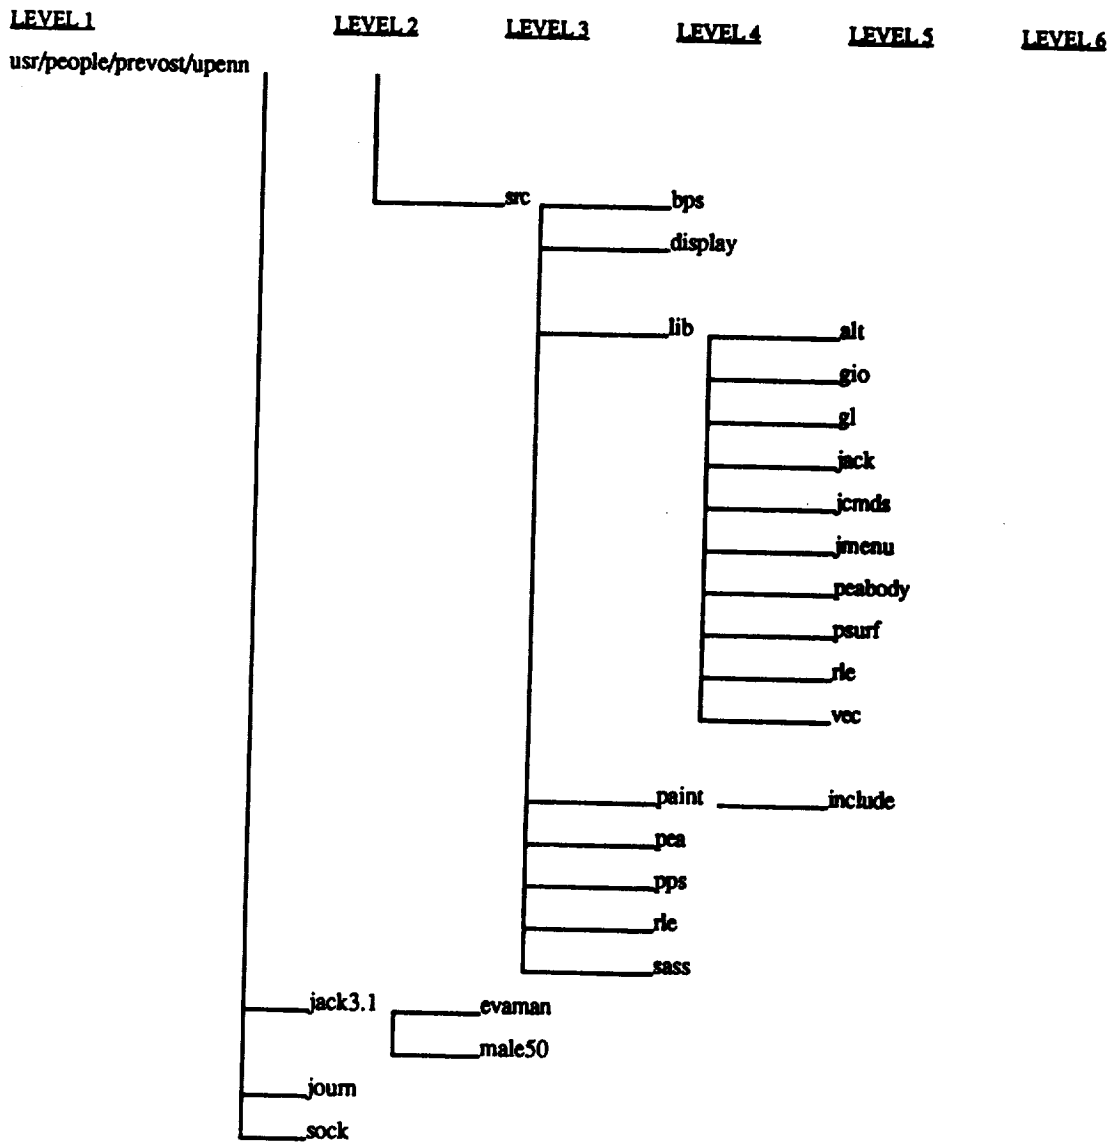 LEVEL 1 LEVEL 2 LEVEL 3 LEVEL 4 LEVEL 5 LEVEL 6
usr/people/prevost/upenn
src bps
display
lib alt
gio
gl
jack
jcmds
jmenu
peabody
psurf
rle
vec
paint include
pea
pps
rle
sass
jack3.1 evaman
male50
journ
sock